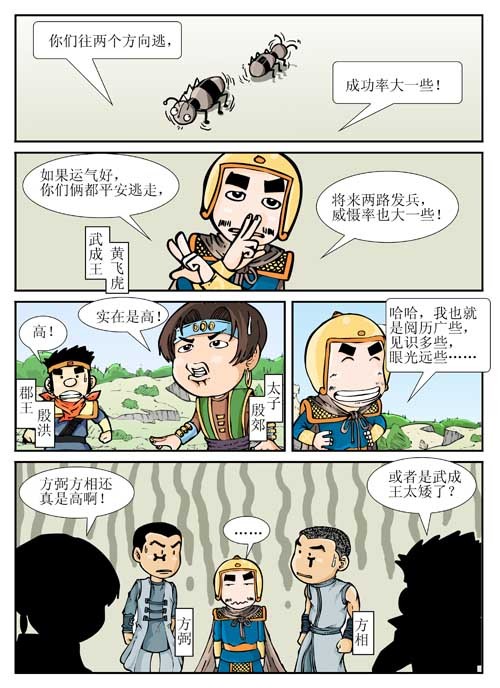 你们往两个方向逃，
成功率大一些！
如果运气好，
你们俩都平安逃走，
将来两路发兵，
威慑率也大一些！
黄飞虎
武成王
高！
实在是高！
殷洪
郡王
太子
殷郊
哈哈，我也就
是阅历广些，
见识多些，
眼光远些……
方弼方相还
真是高啊！
……
或者是武成
王太矮了？
方弼
方相